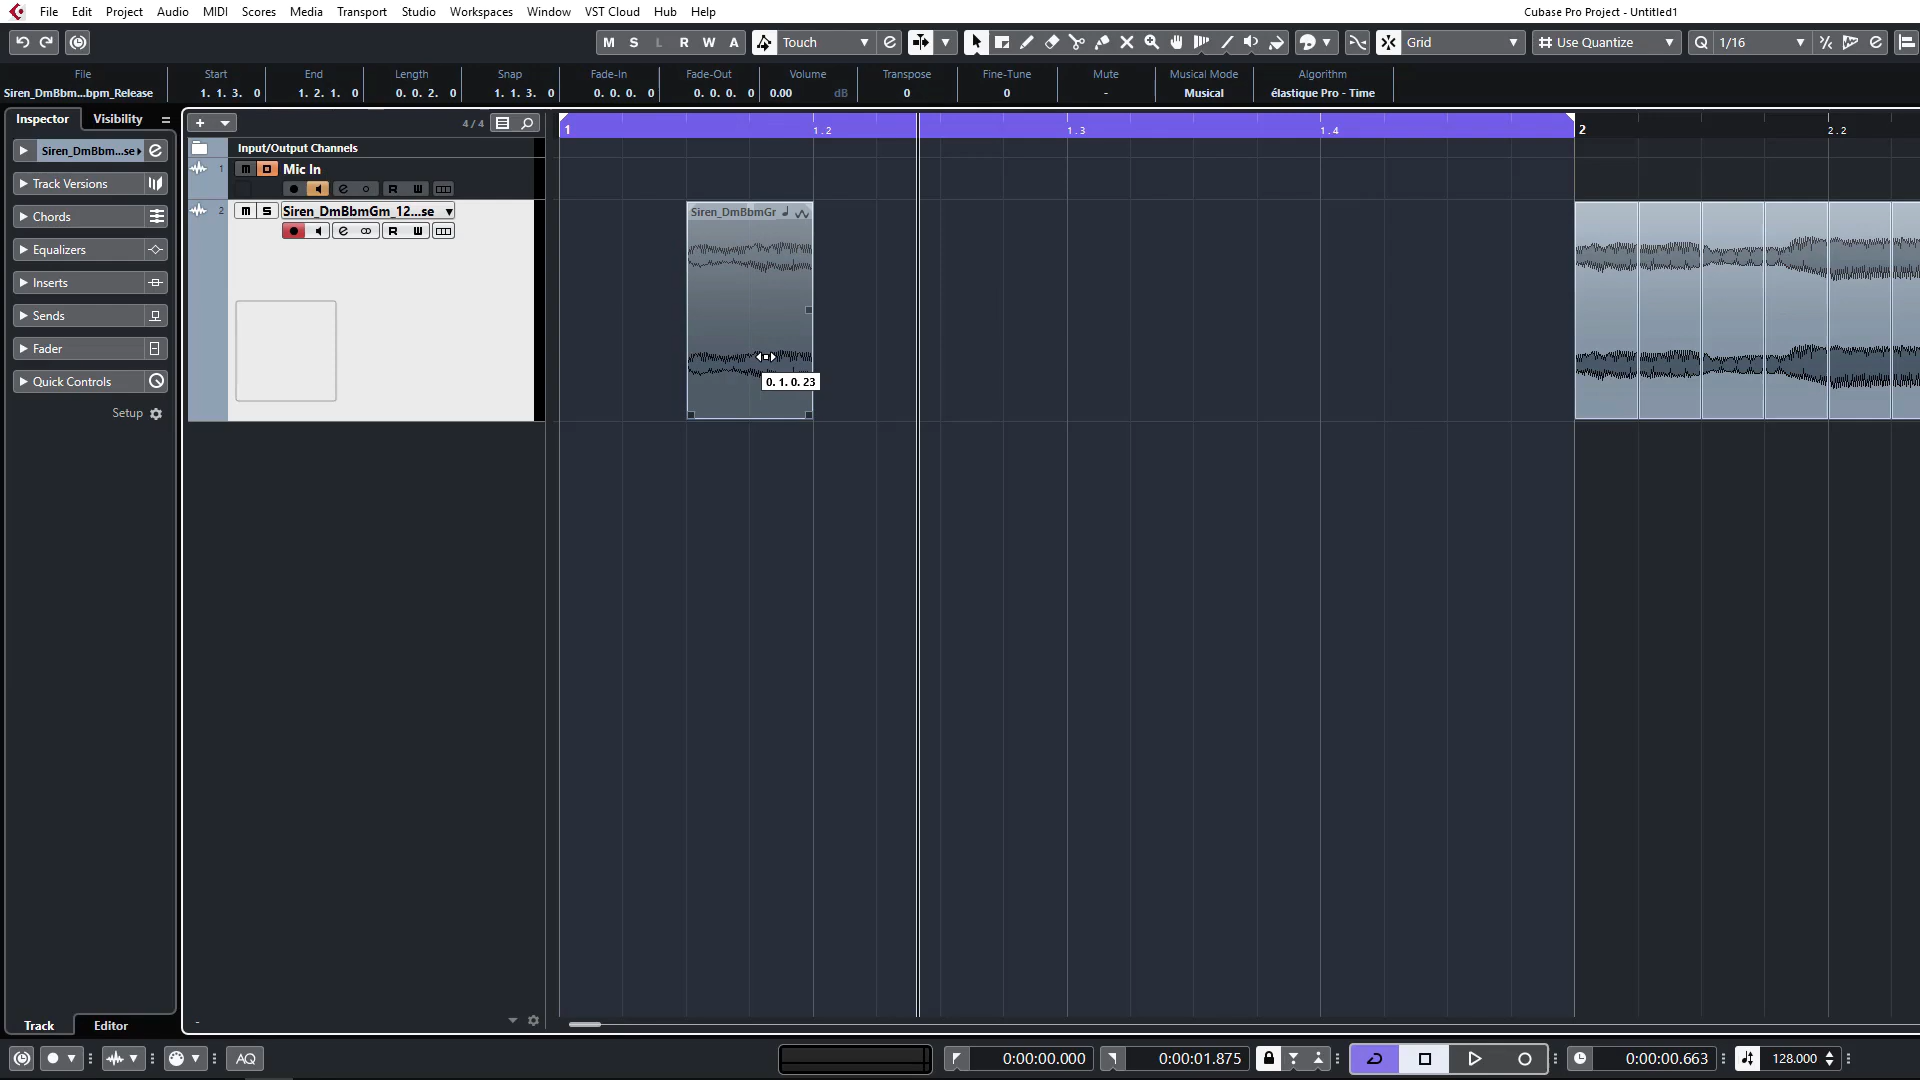 File Edit Project Audio MIDI Scores Media Transport Studio Workspaces Window VST Cloud Hub Help Cubase Pro Project - Untitled1
M S L R W A Touch Grid Use Quantize Q 1/16
File Start End Length Snap Fade-In Fade-Out Volume Transpose Fine-Tune Mute Musical Mode Algorithm
Siren_DmBbm...bpm_Release 1. 1. 3. 0 1. 2. 1. 0 0. 0. 2. 0 1. 1. 3. 0 0. 0. 0. 0 0. 0. 0. 0 0.00 dB 0 0 - Musical élastique Pro - Time
Inspector Visibility
4 / 4
1 1.2 1.3 1.4 2 2.2
Siren_DmBbm...se
Input/Output Channels
1 m Mic In
R W
Track Versions
2 m S Siren_DmBbmGm_12...se
R W
Siren_DmBbmGr
Chords
Equalizers
Inserts
Sends
Fader
Quick Controls
0. 1. 0. 23
Setup
Track Editor
AQ 0:00:00.000 0:00:01.875 0:00:00.663 128.000